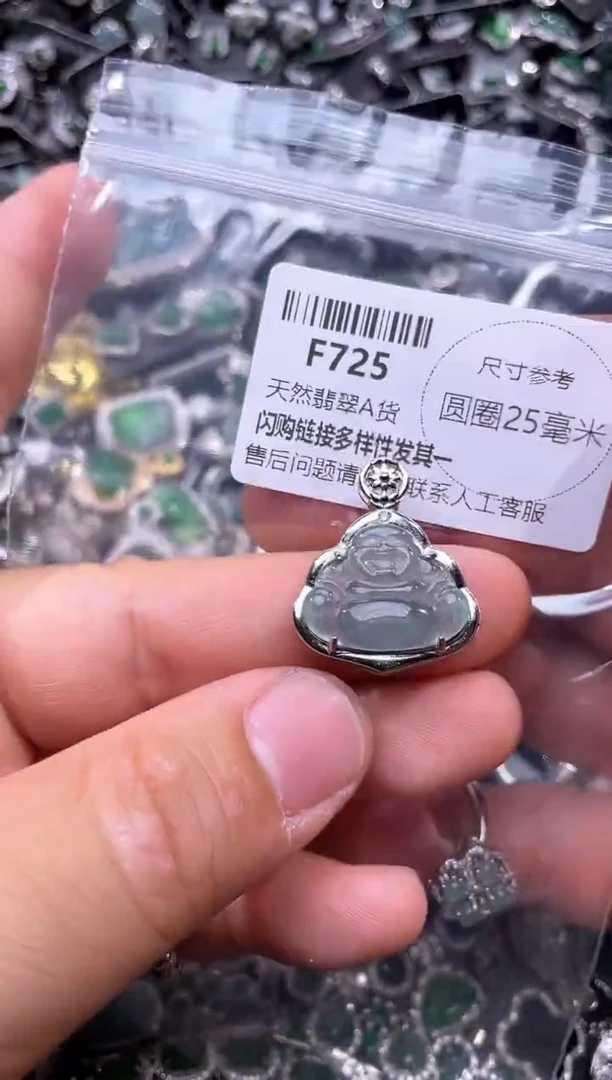 F725
天然翡翠A货
闪购链接多样性发其一
售后问题请 联系人工客服
尺寸参考
圆圈25毫米